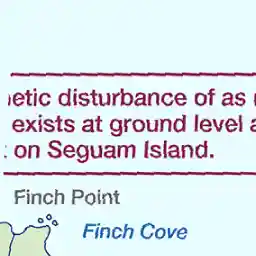 etic disturbance of as
exists at ground level a
on Seguam Island.
Finch Point
Finch Cove